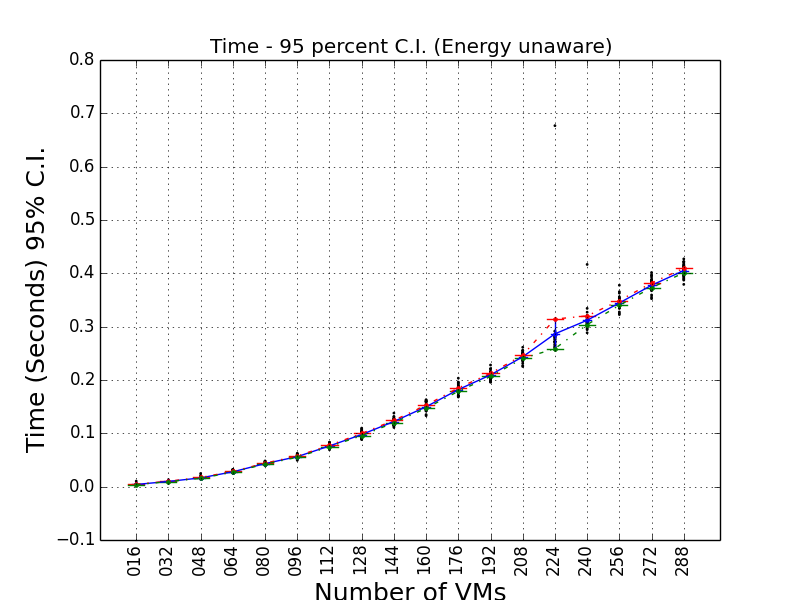 Time - 95 percent C.I. (Energy unaware)
Time (Seconds) 95% C.I.
0.8
0.7
0.6
0.5
0.4
0.3
0.2
0.1
0.0
−0.1
016 032 048 064 080 096 112 128 144 160 176 192 208 224 240 256 272 288
Number of VMs